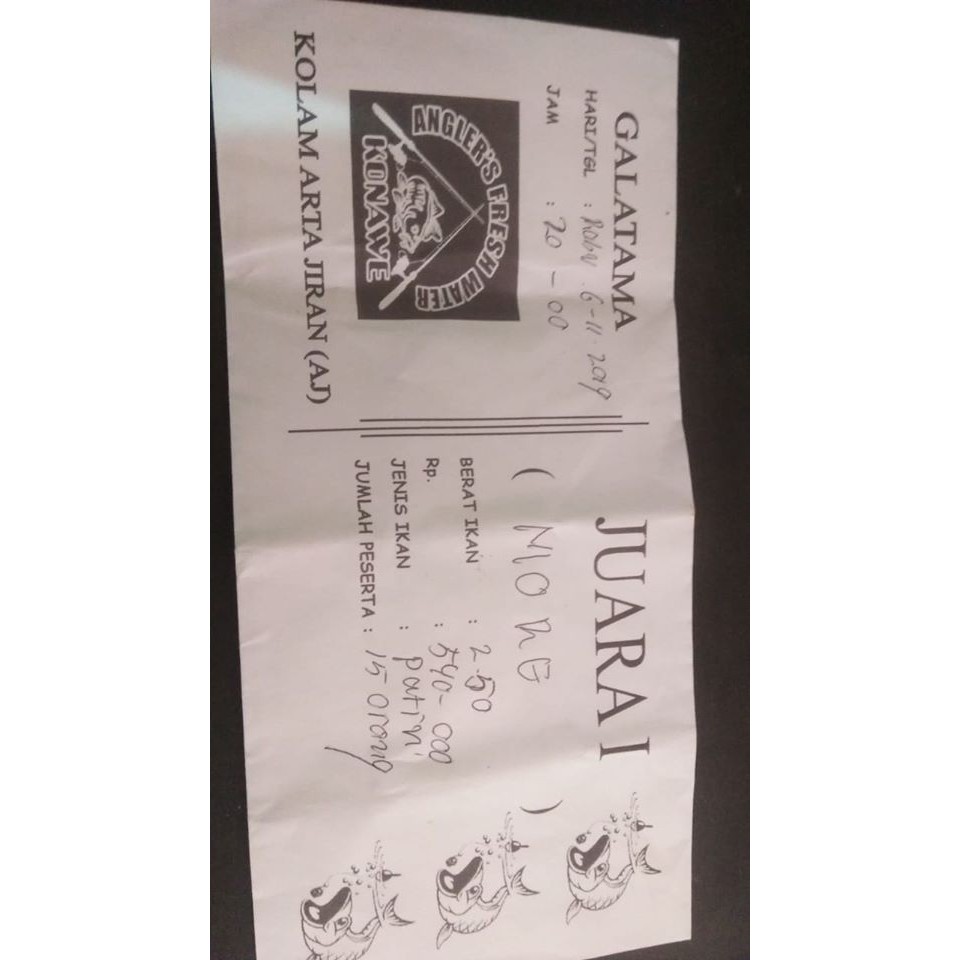 GALATAMA
HARI/TGL : Rabu . 6-11-2019
JAM : 20-00
ANGLER'S FRESH WATER
KONAWE
KOLAM ARTA JIRAN (AJ)
JUARA I
( MORE )
BERAT IKAN : 2.50
Rp. : 540-000
JENIS IKAN : patin
JUMLAH PESERTA : 15 orang